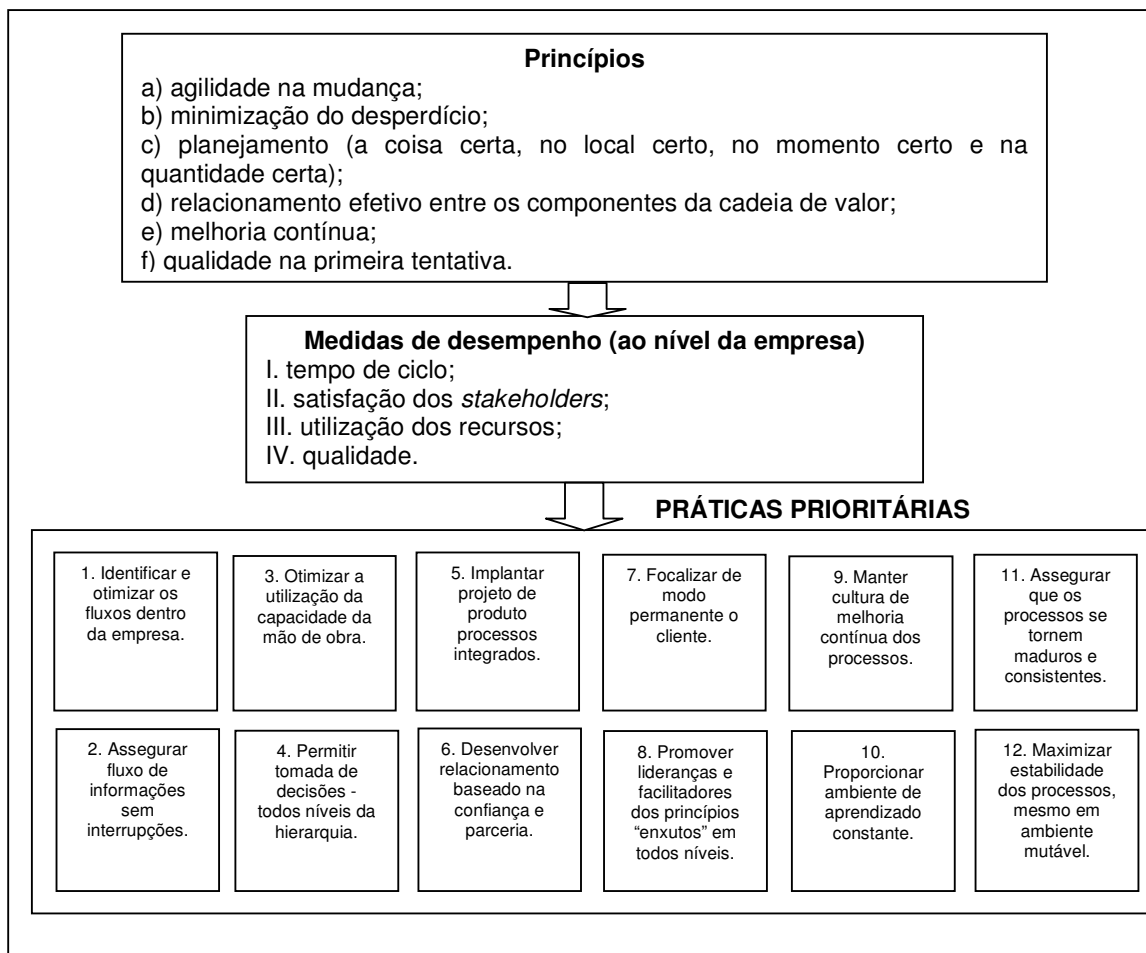 Princípios
a) agilidade na mudança;
b) minimização do desperdício;
c) planejamento (a coisa certa, no local certo, no momento certo e na
quantidade certa);
d) relacionamento efetivo entre os componentes da cadeia de valor;
e) melhoria contínua;
f) qualidade na primeira tentativa.
Medidas de desempenho (ao nível da empresa)
I. tempo de ciclo;
II. satisfação dos stakeholders;
III. utilização dos recursos;
IV. qualidade.
PRÁTICAS PRIORITÁRIAS
1. Identificar e
otimizar os
fluxos dentro
da empresa.
3. Otimizar a
utilização da
capacidade da
mão de obra.
5. Implantar
projeto de
produto
processos
integrados.
7. Focalizar de
modo
permanente o
cliente.
9. Manter
cultura de
melhoria
contínua dos
processos.
11. Assegurar
que os
processos se
tornem
maduros e
consistentes.
2. Assegurar
fluxo de
informações
sem
interrupções.
4. Permitir
tomada de
decisões -
todos níveis da
hierarquia.
6. Desenvolver
relacionamento
baseado na
confiança e
parceria.
8. Promover
lideranças e
facilitadores
dos princípios
“enxutos” em
todos níveis.
10.
Proporcionar
ambiente de
aprendizado
constante.
12. Maximizar
estabilidade
dos processos,
mesmo em
ambiente
mutável.